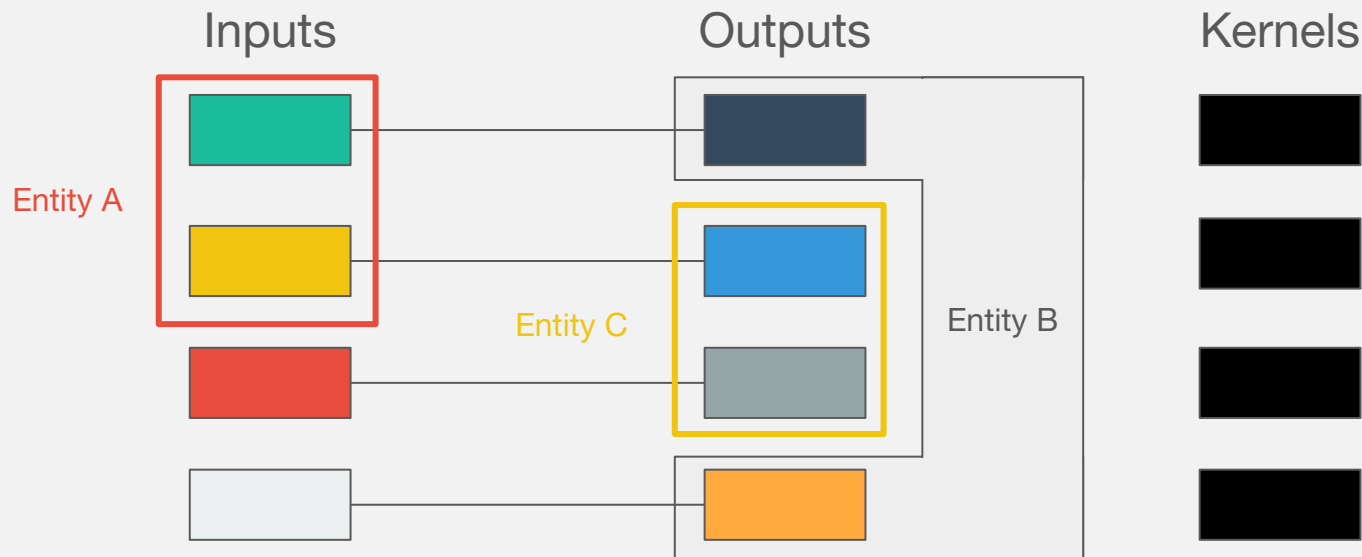 Inputs
Outputs
Kernels
Entity A
Entity C
Entity B